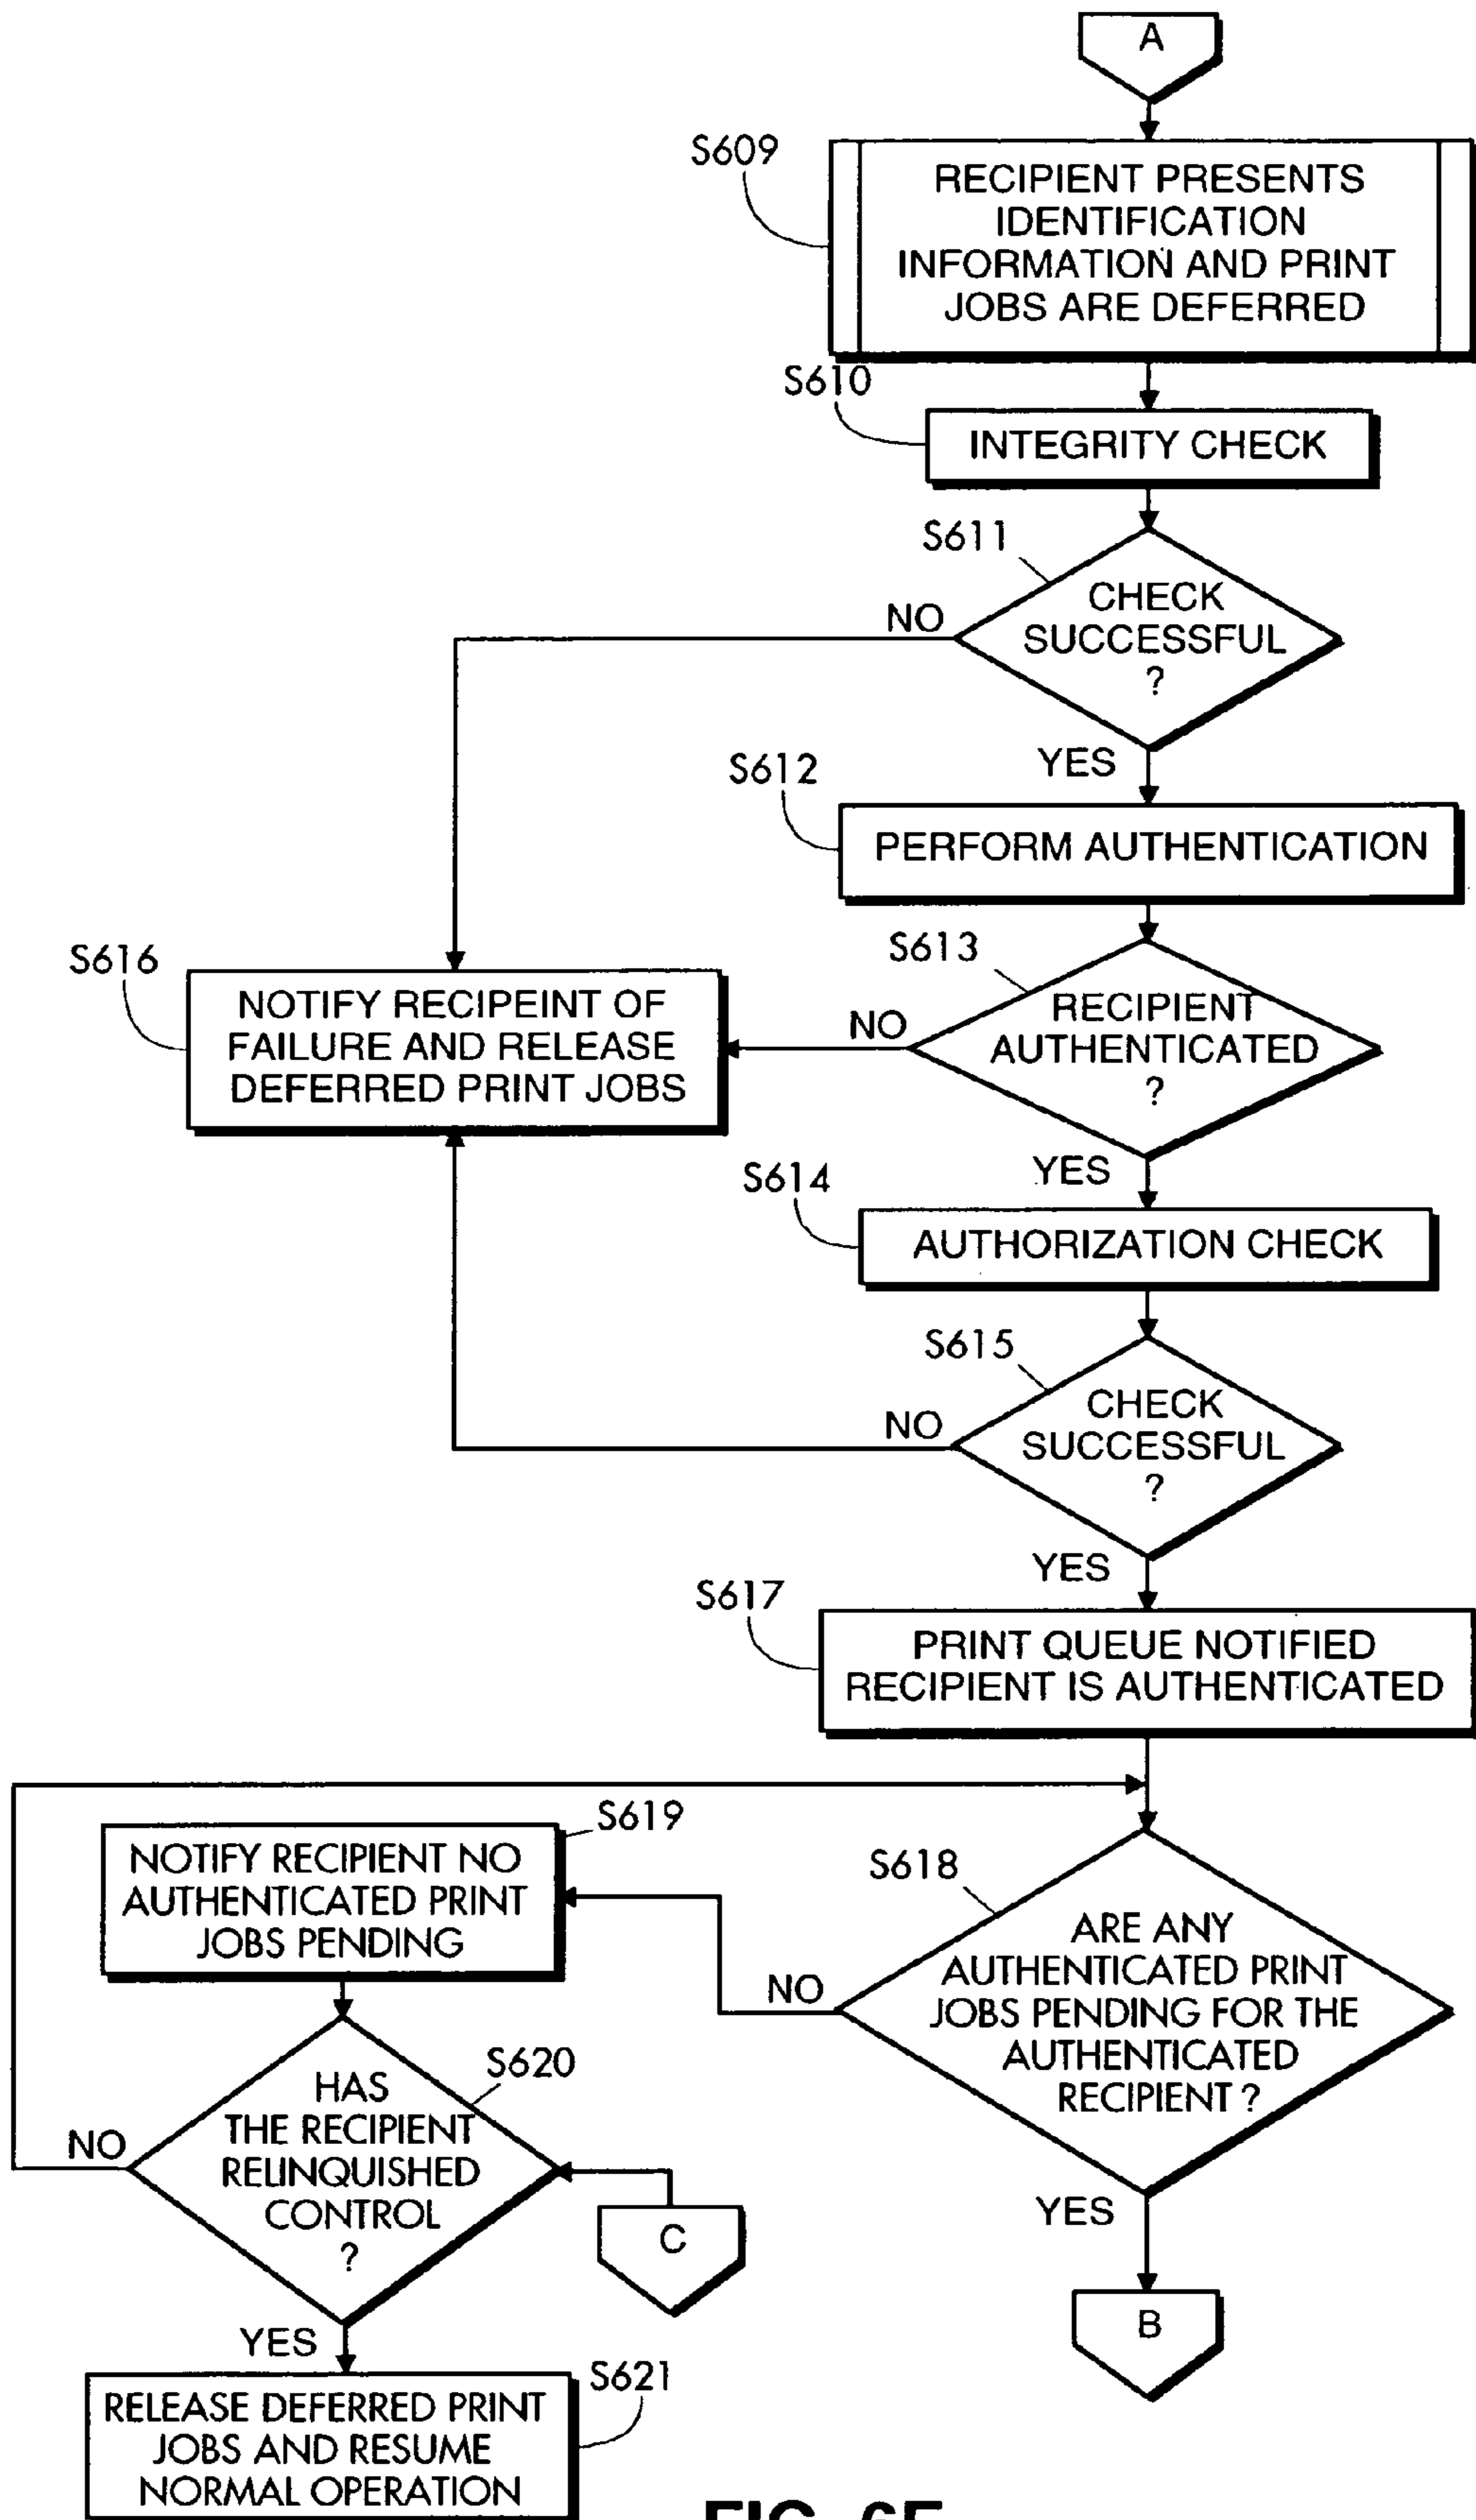 A
S609
RECIPIENT PRESENTS
IDENTIFICATION
INFORMATION AND PRINT
JOBS ARE DEFERRED
S610
INTEGRITY CHECK
S611
CHECK
SUCCESSFUL
?
NO
YES
S612
PERFORM AUTHENTICATION
S613
RECIPIENT
AUTHENTICATED
?
NO
S616
NOTIFY RECIPEINT OF
FAILURE AND RELEASE
DEFERRED PRINT JOBS
YES
S614
AUTHORIZATION CHECK
S615
CHECK
SUCCESSFUL
?
NO
YES
S617
PRINT QUEUE NOTIFIED
RECIPIENT IS AUTHENTICATED
S618
ARE ANY
AUTHENTICATED PRINT
JOBS PENDING FOR THE
AUTHENTICATED
RECIPIENT ?
NO
S619
NOTIFY RECIPIENT NO
AUTHENTICATED PRINT
JOBS PENDING
S620
HAS
THE RECIPIENT
RELINQUISHED
CONTROL
?
NO
C
YES
B
YES
S621
RELEASE DEFERRED PRINT
JOBS AND RESUME
NORMAL OPERATION